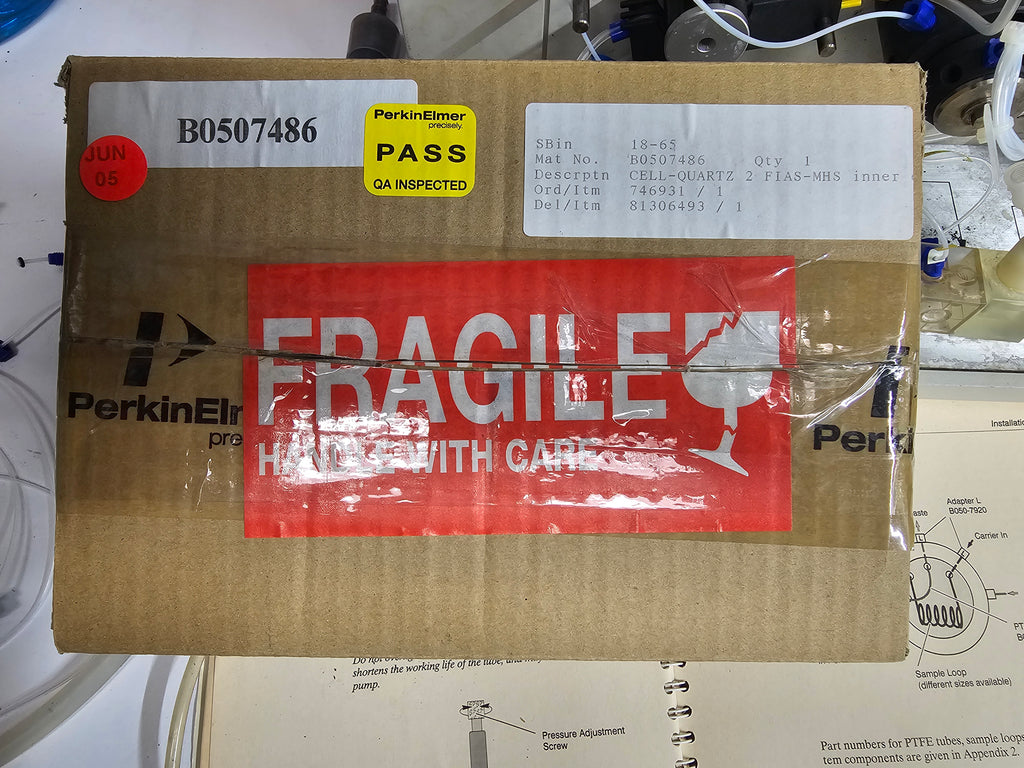 B0507486
JUN
05
PerkinElmer
precisely.
PASS
QA INSPECTED
SBin 18-65
Mat No. B0507486 Qty 1
Descrptn CELL-QUARTZ 2 FIAS-MHS inner
Ord/Itm 746931 / 1
Del/Itm 81306493 / 1
FRAGILE
HANDLE WITH CARE
PerkinElm
pre
Perki
Adapter L
B050-7920
Carrier In
Sample Loop
(different sizes available)
shortens the working life of the tube, and
pump.
Pressure Adjustment
Screw
Part numbers for PTFE tubes, sample loops
tem components are given in Appendix 2.